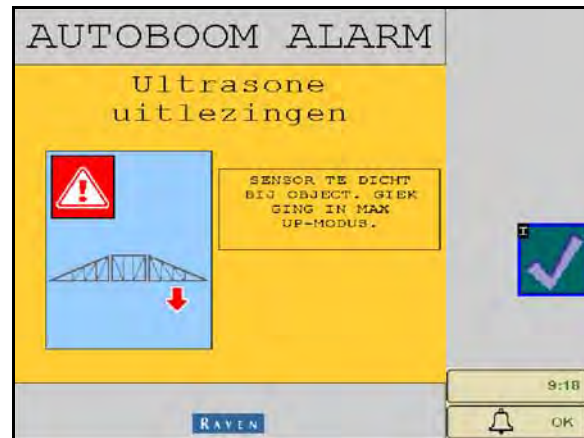 AUTOBOOM ALARM
Ultrasone
uitlezingen
SENSOR TE DICHT
BIJ OBJECT. GIEK
GING IN MAX
UP-MODUS.
I
9:18
RAVEN
OK